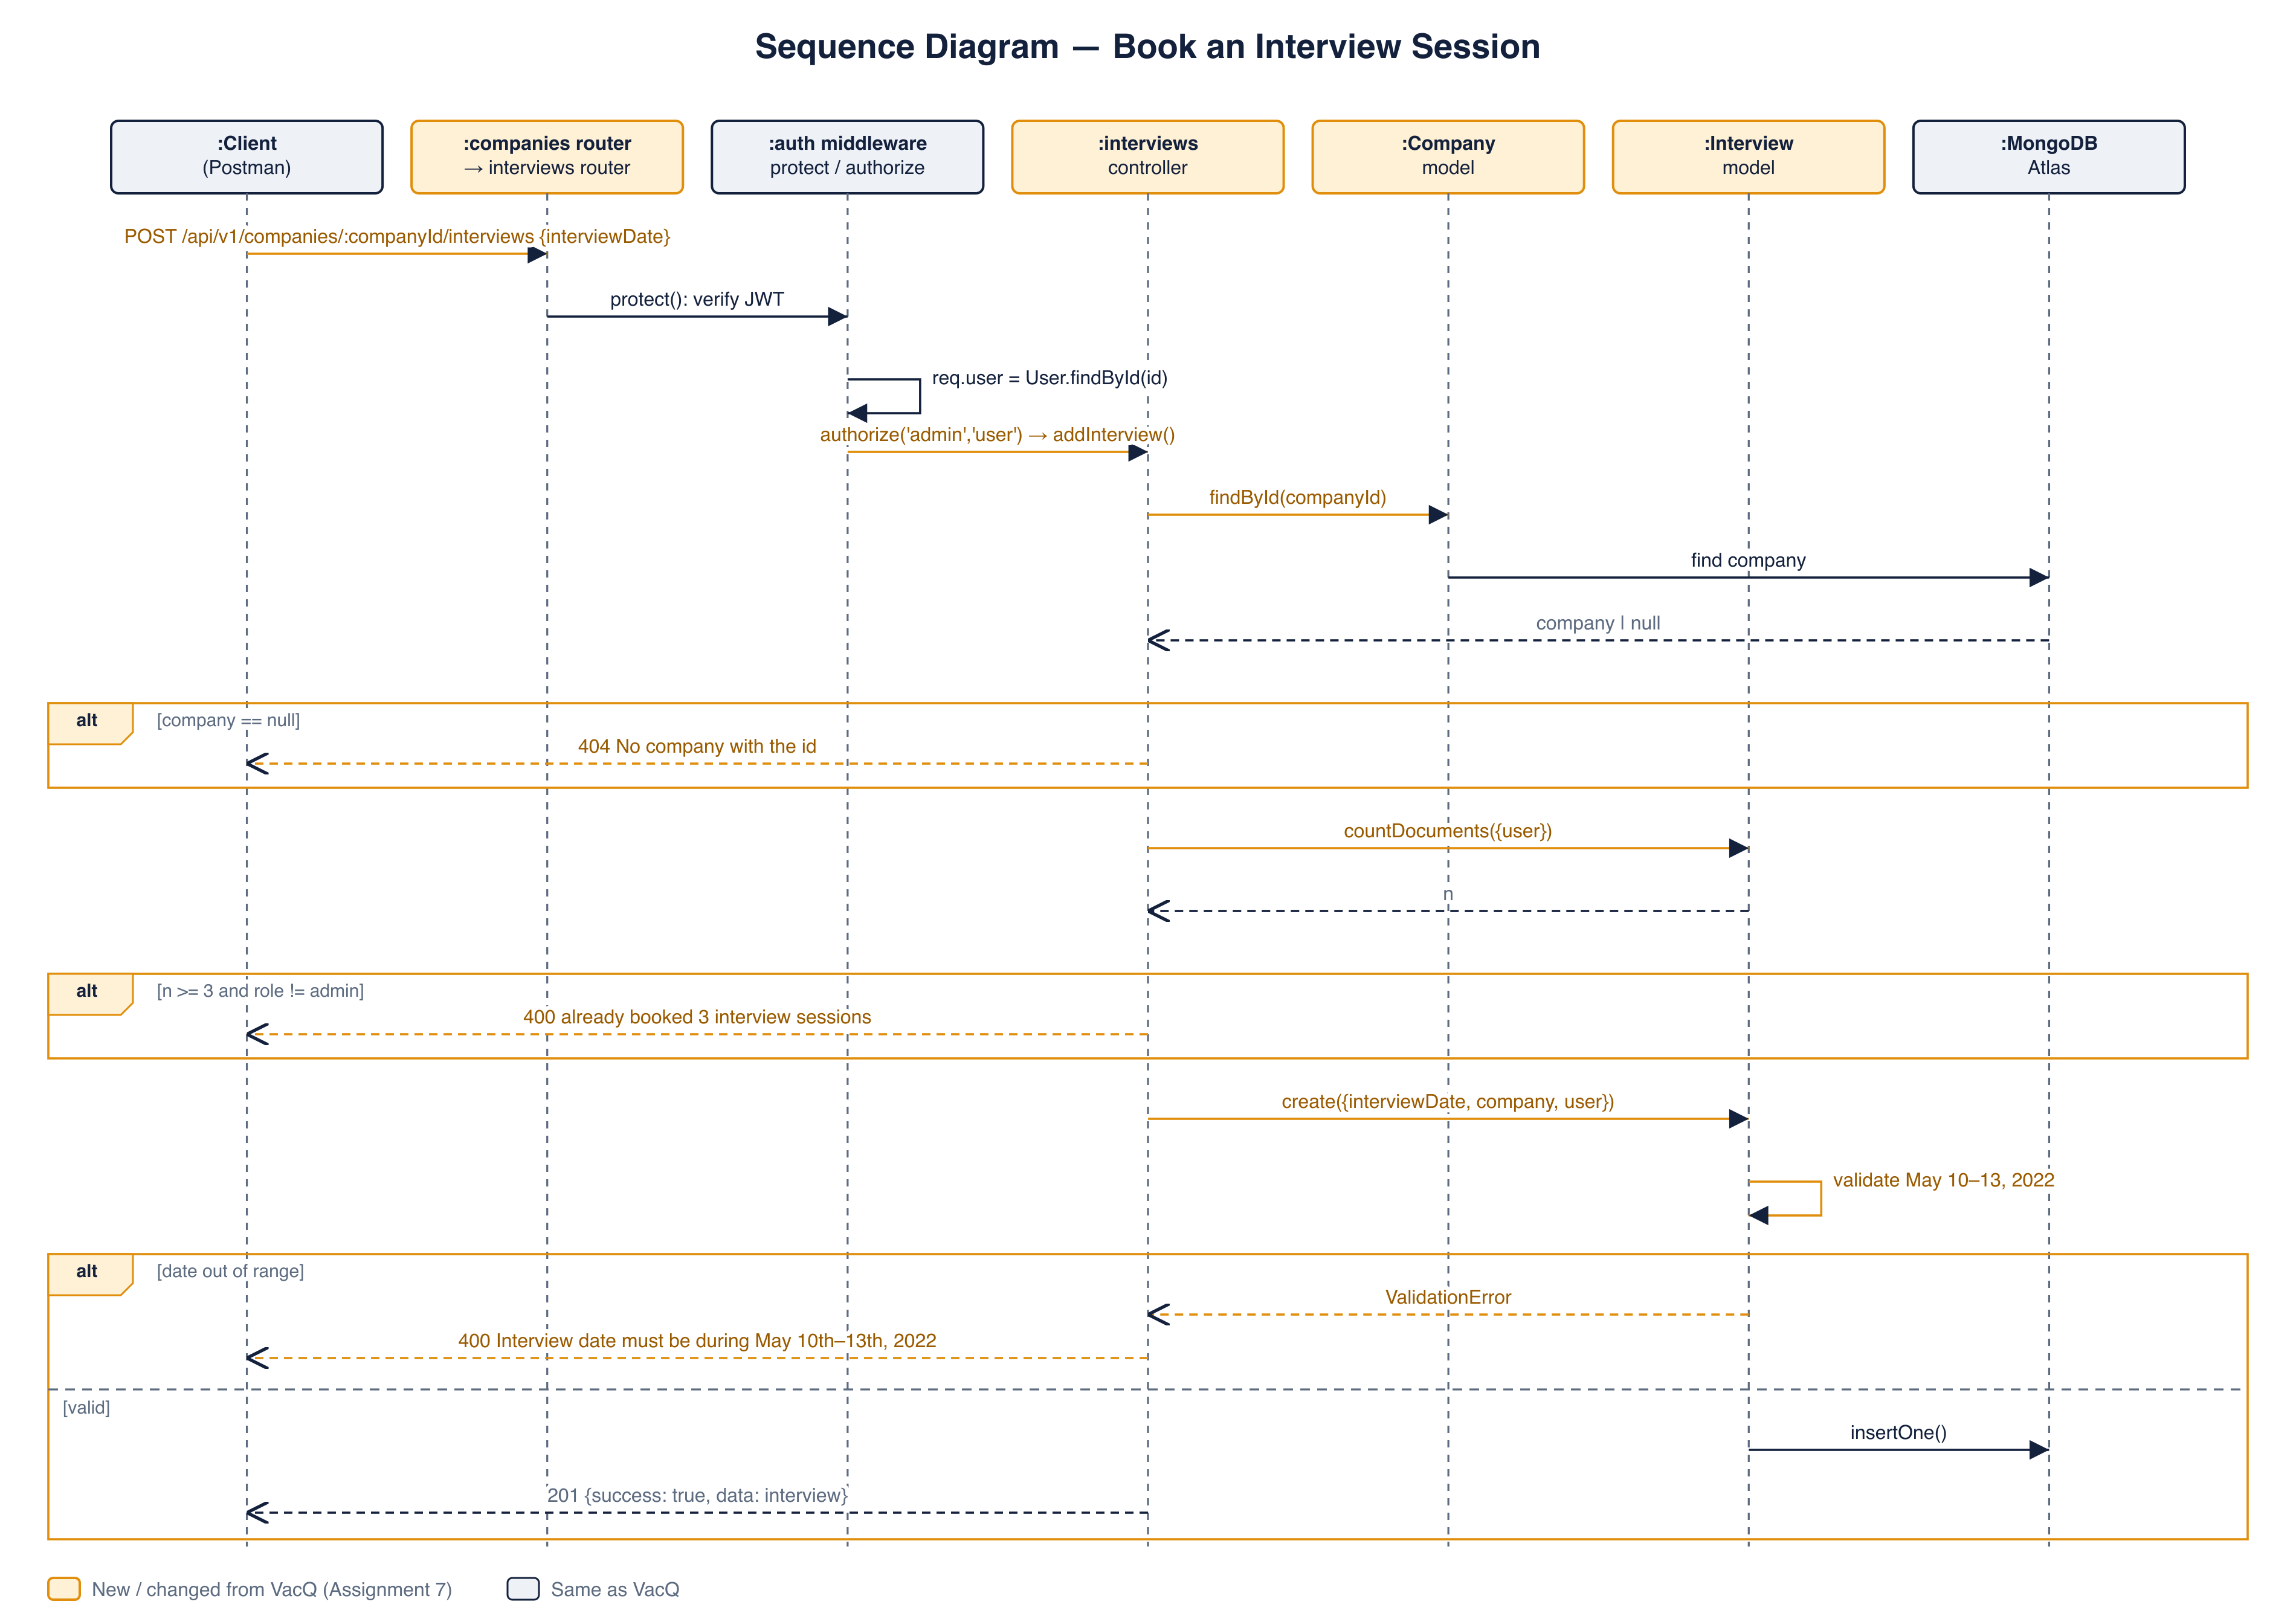 Sequence Diagram — Book an Interview Session
:Client
(Postman)
:companies router
→ interviews router
:auth middleware
protect / authorize
:interviews
controller
:Company
model
:Interview
model
:MongoDB
Atlas
POST /api/v1/companies/:companyId/interviews {interviewDate}
protect(): verify JWT
req.user = User.findById(id)
authorize('admin','user') → addInterview()
findById(companyId)
find company
company | null
alt
[company == null]
404 No company with the id
countDocuments({user})
n
alt
[n >= 3 and role != admin]
400 already booked 3 interview sessions
create({interviewDate, company, user})
validate May 10–13, 2022
alt
[date out of range]
ValidationError
400 Interview date must be during May 10th–13th, 2022
[valid]
insertOne()
201 {success: true, data: interview}
New / changed from VacQ (Assignment 7)
Same as VacQ